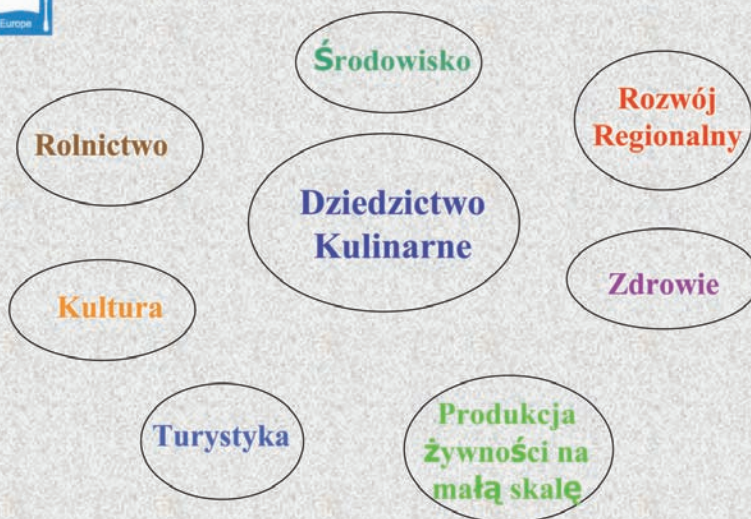 Europe
Środowisko
Rozwój
Regionalny
Rolnictwo
Dziedzictwo
Kulinarne
Zdrowie
Kultura
Turystyka
Produkcja
żywności na
małą skalę